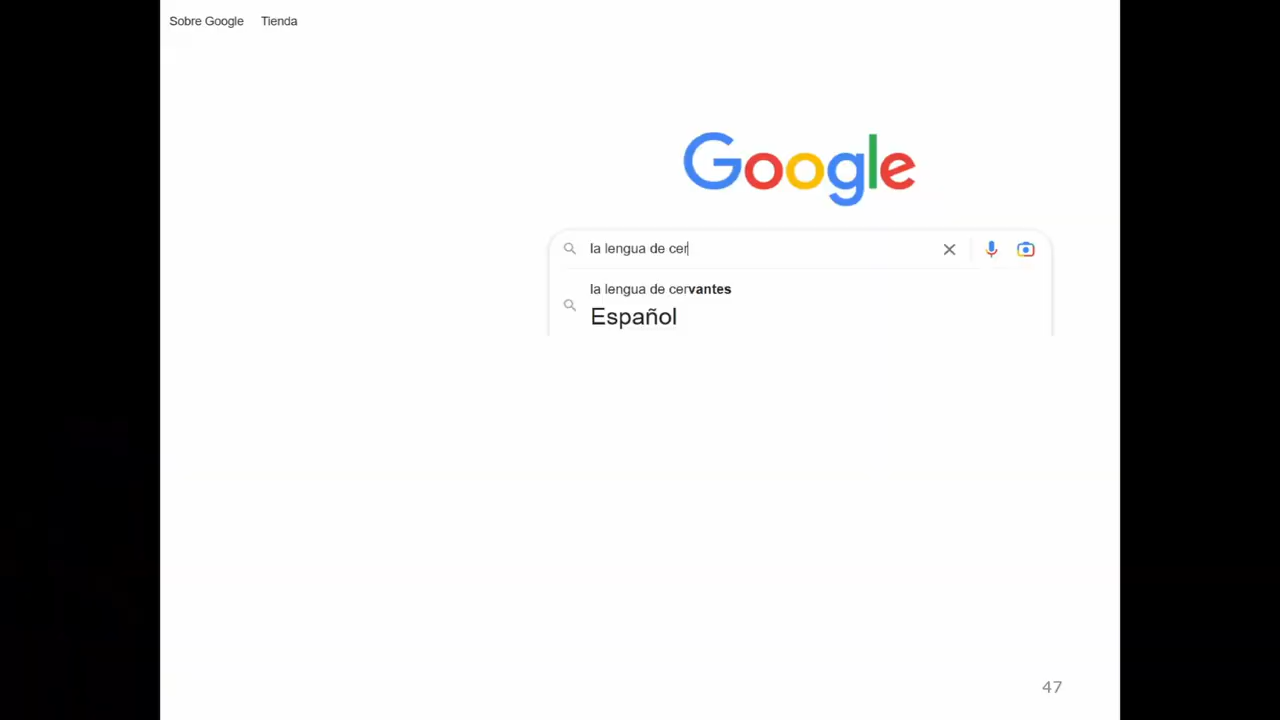 Sobre Google Tienda
Google
la lengua de cer
la lengua de cervantes
Español
47